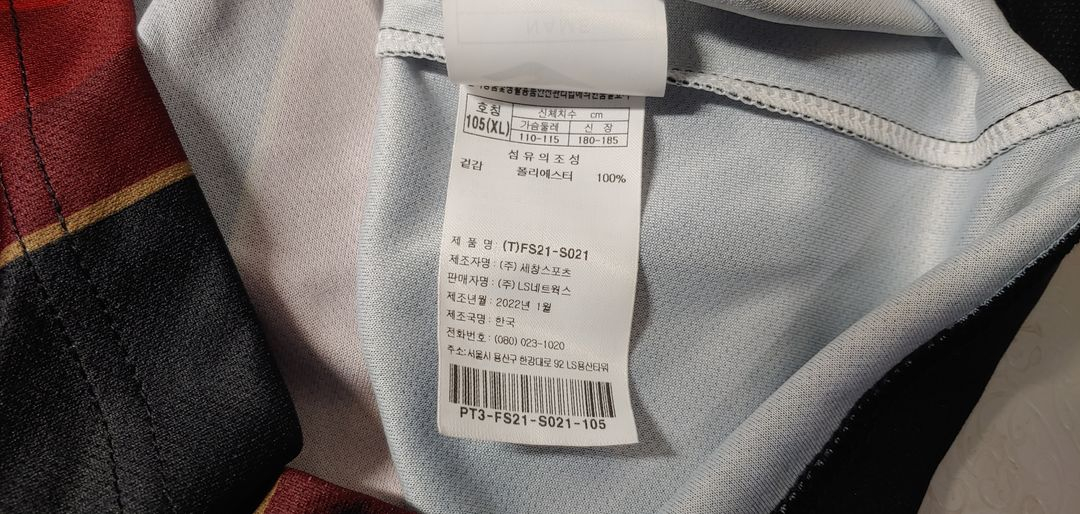 호칭
105(XL)
신체치수 cm
가슴둘레 신 장
110-115 180-185
섬유의조성
겉감 폴리에스터 100%
제 품 명 : (T)FS21-S021
제조자명 : (주) 세창스포츠
판매자명 : (주) LS네트웍스
제조년월 : 2022년 1월
제조국명 : 한국
전화번호 : (080) 023-1020
주소:서울시 용산구 한강대로 92 LS용산타워
PT3-FS21-S021-105